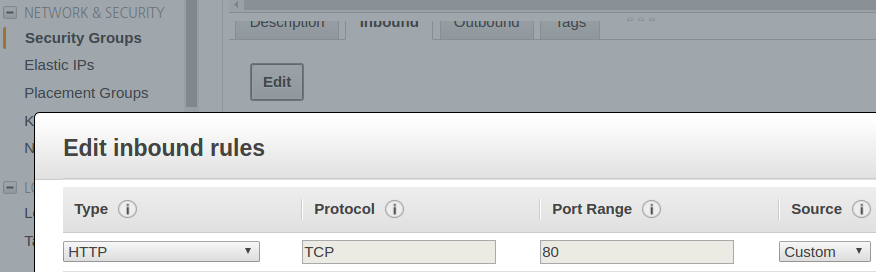 NETWORK & SECURITY
Security Groups
Elastic IPs
Placement Groups
Description Inbound Outbound Tags
Edit
Edit inbound rules
Type Protocol Port Range Source
HTTP TCP 80 Custom